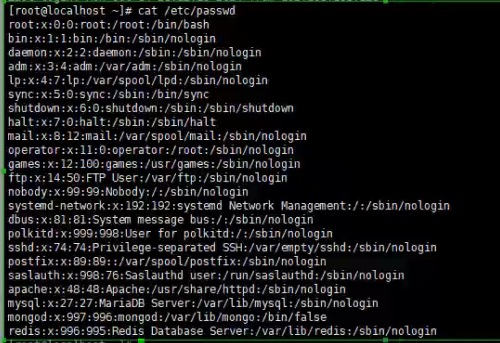 [root@localhost ~]# cat /etc/passwd
root:x:0:0:root:/root:/bin/bash
bin:x:1:1:bin:/bin:/sbin/nologin
daemon:x:2:2:daemon:/sbin:/sbin/nologin
adm:x:3:4:adm:/var/adm:/sbin/nologin
lp:x:4:7:lp:/var/spool/lpd:/sbin/nologin
sync:x:5:0:sync:/sbin:/bin/sync
shutdown:x:6:0:shutdown:/sbin:/sbin/shutdown
halt:x:7:0:halt:/sbin:/sbin/halt
mail:x:8:12:mail:/var/spool/mail:/sbin/nologin
operator:x:11:0:operator:/root:/sbin/nologin
games:x:12:100:games:/usr/games:/sbin/nologin
ftp:x:14:50:FTP User:/var/ftp:/sbin/nologin
nobody:x:99:99:Nobody:/:/sbin/nologin
systemd-network:x:192:192:systemd Network Management:/:/sbin/nologin
dbus:x:81:81:System message bus:/:/sbin/nologin
polkitd:x:999:998:User for polkitd:/:/sbin/nologin
sshd:x:74:74:Privilege-separated SSH:/var/empty/sshd:/sbin/nologin
postfix:x:89:89::/var/spool/postfix:/sbin/nologin
saslauth:x:998:76:Saslauthd user:/run/saslauthd:/sbin/nologin
apache:x:48:48:Apache:/usr/share/httpd:/sbin/nologin
mysql:x:27:27:MariaDB Server:/var/lib/mysql:/sbin/nologin
mongod:x:997:996:mongod:/var/lib/mongo:/bin/false
redis:x:996:995:Redis Database Server:/var/lib/redis:/sbin/nologin